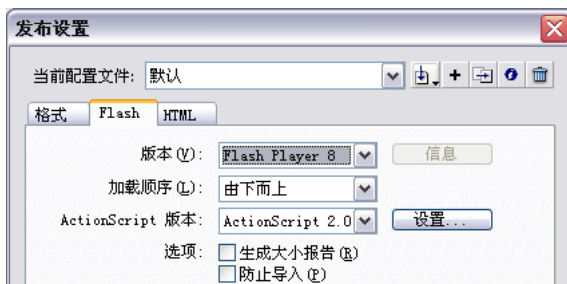 发布设置
当前配置文件: 默认
格式 Flash HTML
版本(V): Flash Player 8 信息
加载顺序(L): 由下而上
ActionScript 版本: ActionScript 2.0 设置...
选项: 生成大小报告(R)
防止导入(P)